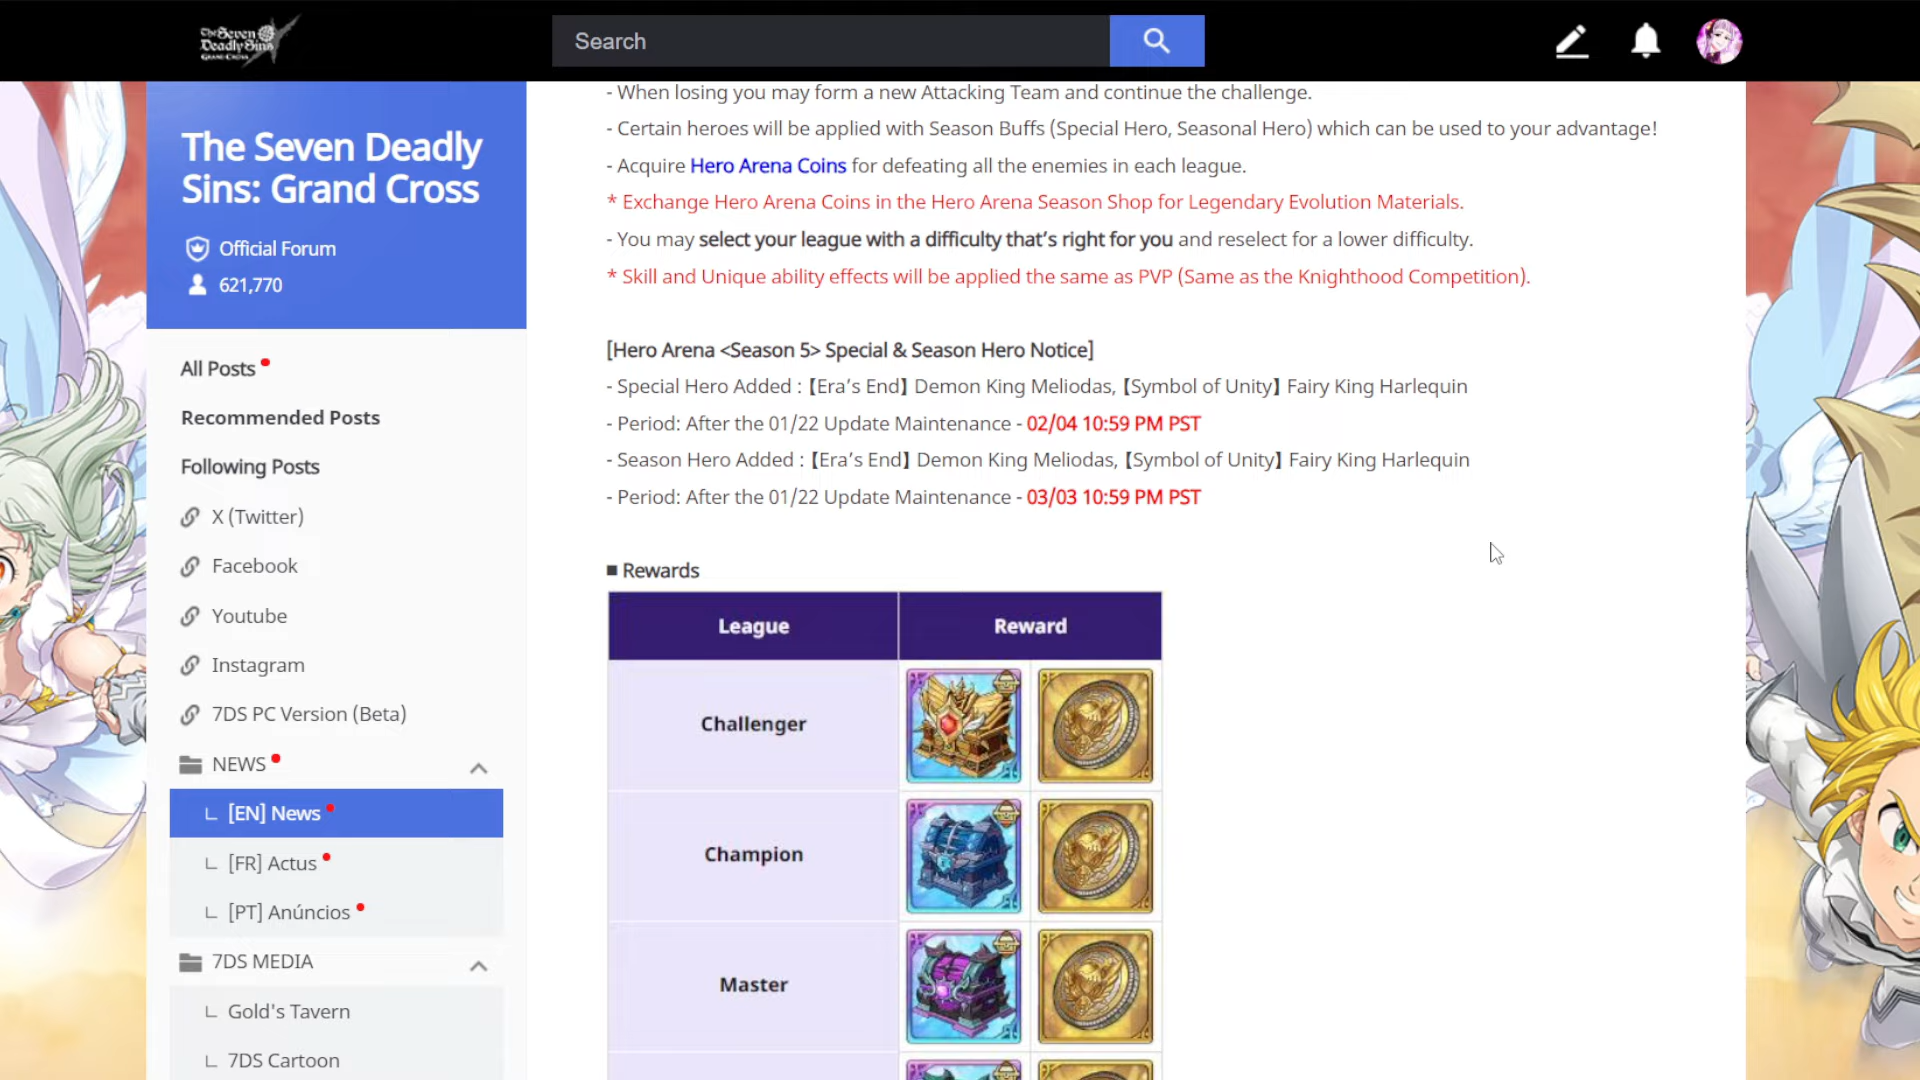 The Seven
Deadly Sins
GRAND CROSS
Search
The Seven Deadly
Sins: Grand Cross
Official Forum
621,770
All Posts
Recommended Posts
Following Posts
X (Twitter)
Facebook
Youtube
Instagram
7DS PC Version (Beta)
NEWS
[EN] News
[FR] Actus
[PT] Anúncios
7DS MEDIA
Gold's Tavern
7DS Cartoon
- When losing you may form a new Attacking Team and continue the challenge.
- Certain heroes will be applied with Season Buffs (Special Hero, Seasonal Hero) which can be used to your advantage!
- Acquire Hero Arena Coins for defeating all the enemies in each league.
* Exchange Hero Arena Coins in the Hero Arena Season Shop for Legendary Evolution Materials.
- You may select your league with a difficulty that's right for you and reselect for a lower difficulty.
* Skill and Unique ability effects will be applied the same as PVP (Same as the Knighthood Competition).
[Hero Arena <Season 5> Special & Season Hero Notice]
- Special Hero Added : 【Era's End】 Demon King Meliodas, 【Symbol of Unity】 Fairy King Harlequin
- Period: After the 01/22 Update Maintenance - 02/04 10:59 PM PST
- Season Hero Added : 【Era's End】 Demon King Meliodas, 【Symbol of Unity】 Fairy King Harlequin
- Period: After the 01/22 Update Maintenance - 03/03 10:59 PM PST
■ Rewards
League Reward
Challenger
Champion
Master